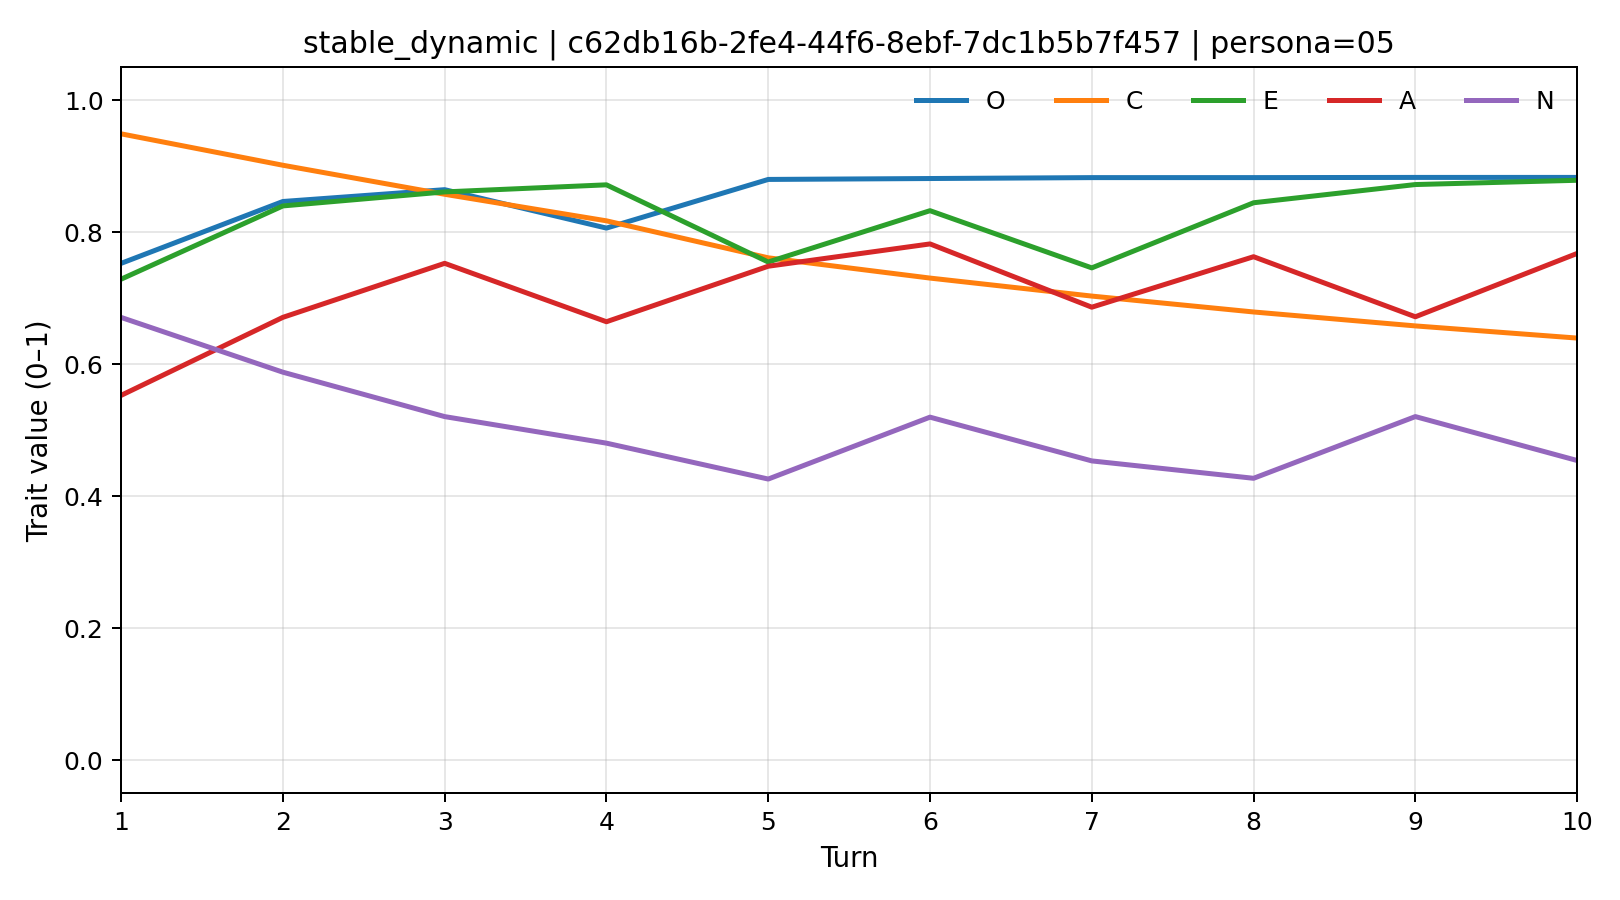 stable_dynamic | c62db16b-2fe4-44f6-8ebf-7dc1b5b7f457 | persona=05
O C E A N
Trait value (0–1)
1.0
0.8
0.6
0.4
0.2
0.0
1 2 3 4 5 6 7 8 9 10
Turn